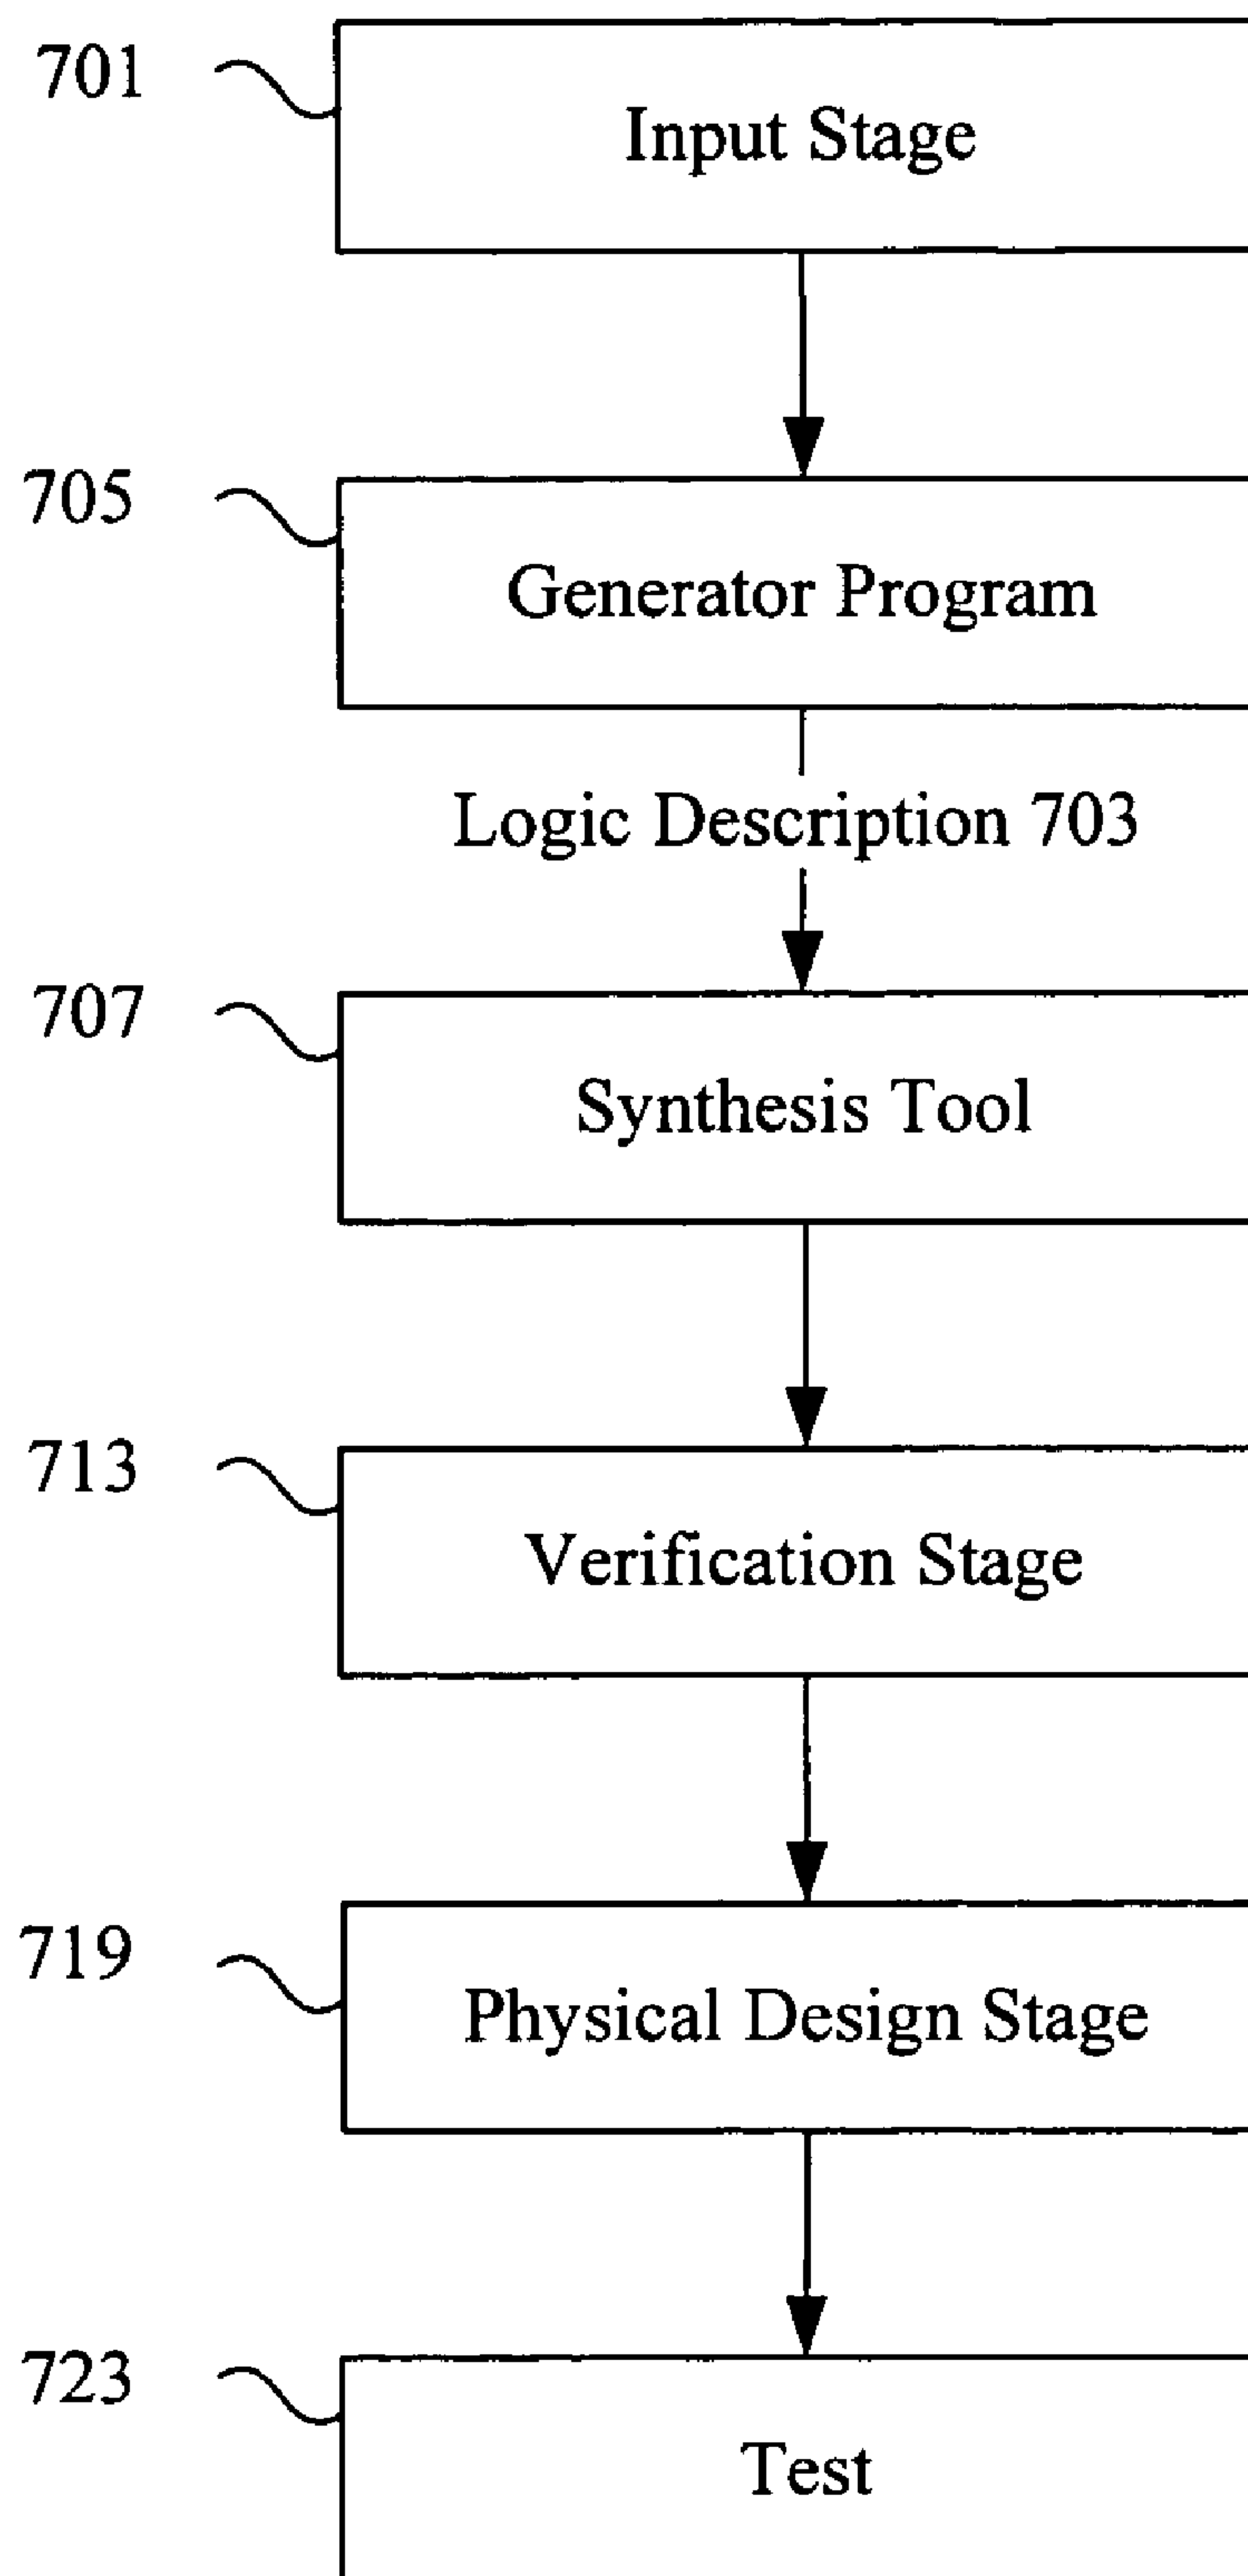 701
Input Stage
705
Generator Program
Logic Description 703
707
Synthesis Tool
713
Verification Stage
719
Physical Design Stage
723
Test